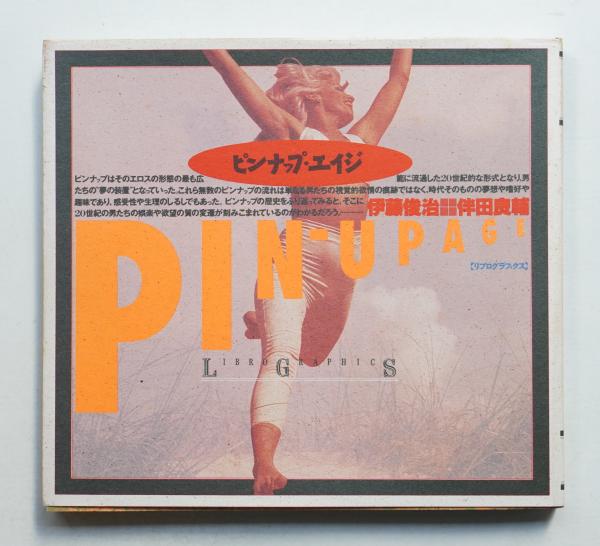 ピンナップ・エイジ
ピンナップはそのエロスの形態の最も広 範に流通した20世紀的な形式となり、男
たちの“夢の装置”となっていった。これら無数のピンナップの流れは単なる男たちの視覚的欲情の痕跡ではなく、時代そのものの夢想や嗜好や
趣味であり、感受性や生理のしるしでもあった。ピンナップの歴史をふり返ってみると、そこに
20世紀の男たちの娯楽や欲望の質の変遷が刻みこまれているのがわかるだろう。
伊藤俊治 伴田良輔
PIN-UP AGE
【リブログラフィクス】
LIBRO GRAPHICS